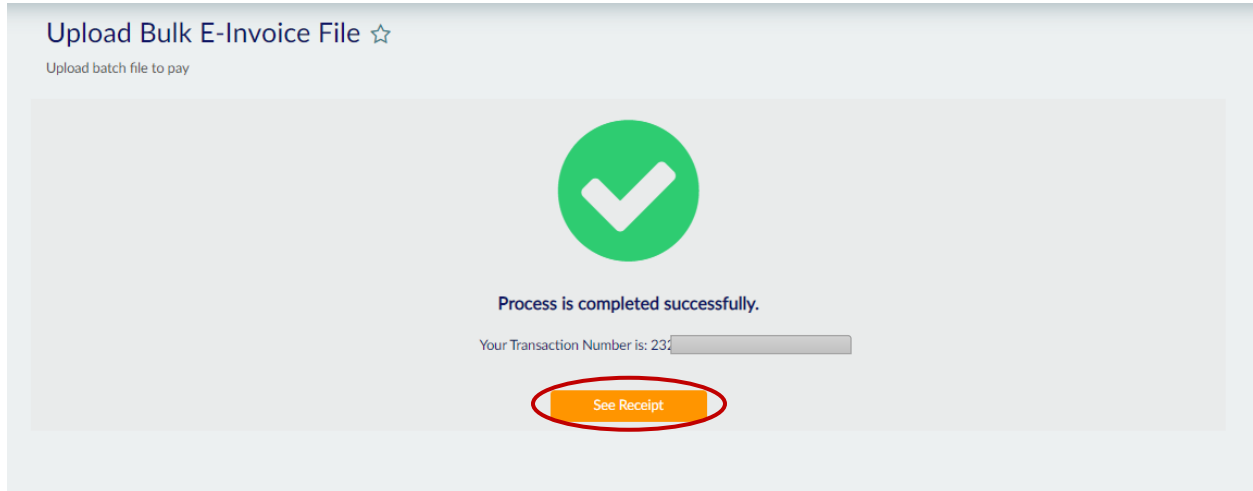 Upload Bulk E-Invoice File
Upload batch file to pay
Process is completed successfully.
Your Transaction Number is: 232
See Receipt